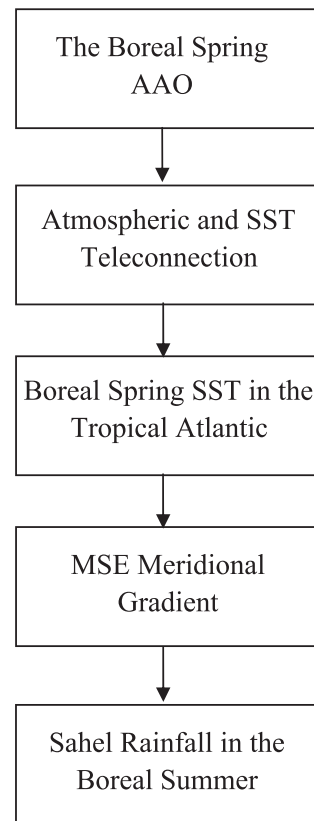 The Boreal Spring
AAO
Atmospheric and SST
Teleconnection
Boreal Spring SST in the
Tropical Atlantic
MSE Meridional
Gradient
Sahel Rainfall in the
Boreal Summer